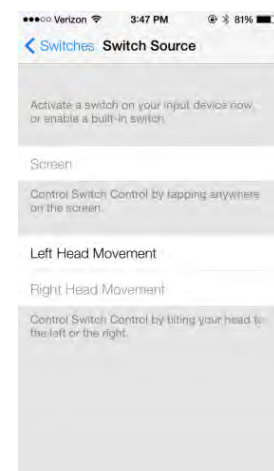 Verizon 3:47 PM 81%
Switches Switch Source
Activate a switch on your input device now,
or enable a built-in switch.
Screen
Control Switch Control by tapping anywhere
on the screen.
Left Head Movement
Right Head Movement
Control Switch Control by tilting your head to
the left or the right.